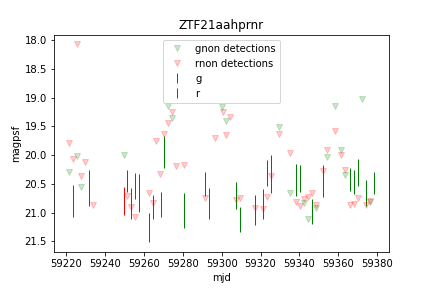 ZTF21aahprnr
gnon detections
rnon detections
g
r
magpsf
18.0
18.5
19.0
19.5
20.0
20.5
21.0
21.5
59220 59240 59260 59280 59300 59320 59340 59360 59380
mjd